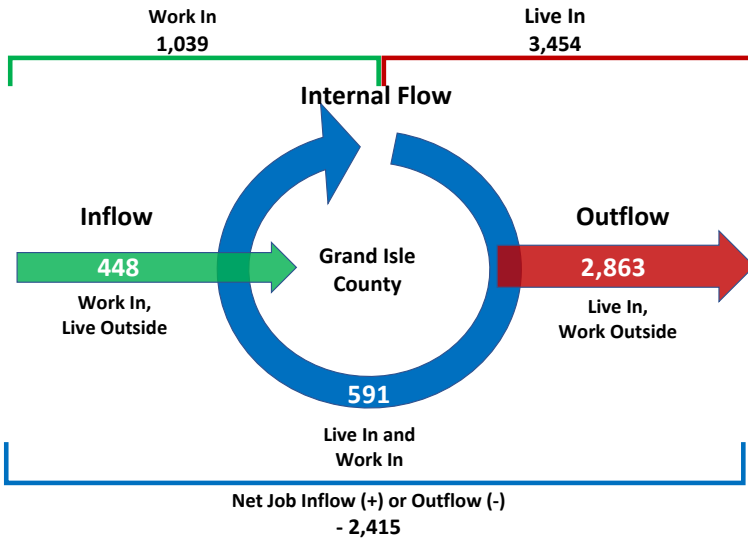 Work In
1,039
Live In
3,454
Internal Flow
Inflow
Outflow
448
Grand Isle
County
2,863
Work In,
Live Outside
Live In,
Work Outside
591
Live In and
Work In
Net Job Inflow (+) or Outflow (-)
- 2,415